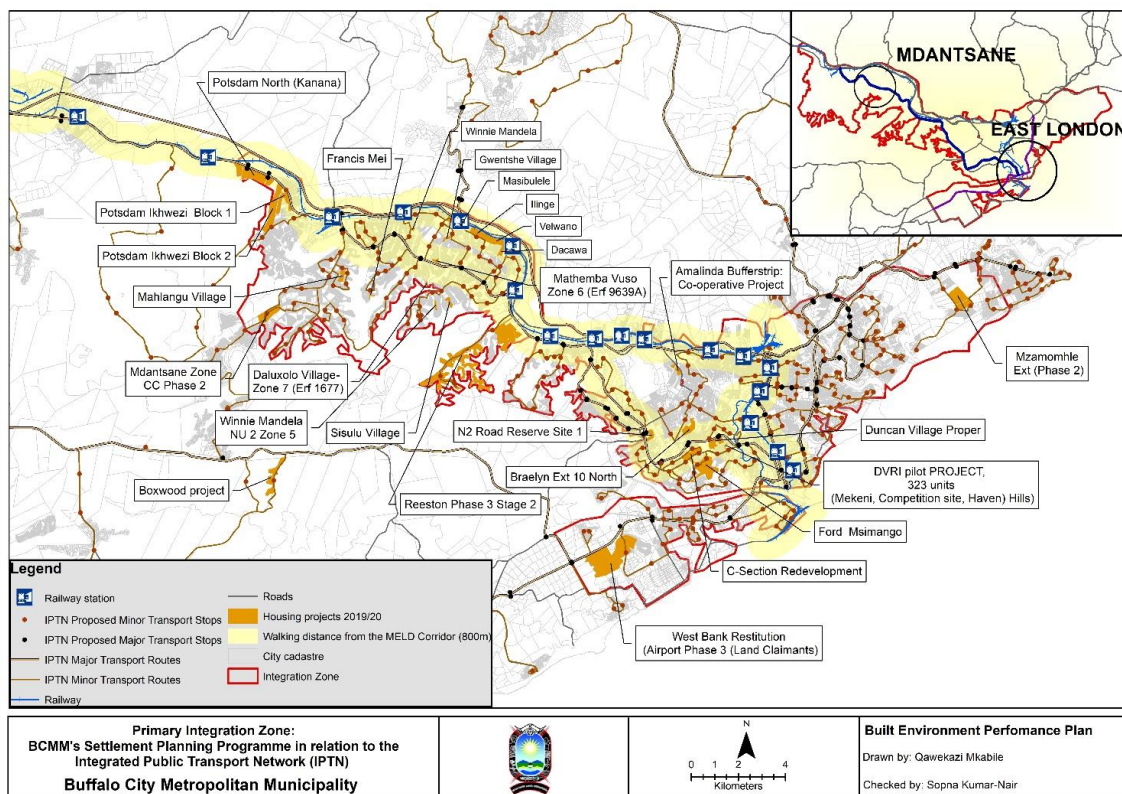 MDANTSANE
EAST LONDON
Potsdam North (Kanana)
Winnie Mandela
Francis Mei
Gwentshe Village
Masibulele
Potsdam Ikhwezi Block 1
Ilinge
Velwano
Potsdam Ikhwezi Block 2
Dacawa
Mathemba Vuso
Zone 6 (Erf 9639A)
Amalinda Bufferstrip:
Co-operative Project
Mahlangu Village
Mdantsane Zone
CC Phase 2
Daluxolo Village-
Zone 7 (Erf 1677)
Mzamomhle
Ext (Phase 2)
Winnie Mandela
NU 2 Zone 5
Sisulu Village
N2 Road Reserve Site 1
Duncan Village Proper
Braelyn Ext 10 North
DVRI pilot PROJECT,
323 units
(Mekeni, Competition site, Haven) Hills)
Boxwood project
Reeston Phase 3 Stage 2
Ford Msimango
C-Section Redevelopment
West Bank Restitution
(Airport Phase 3 (Land Claimants)
Legend
Railway station
IPTN Proposed Minor Transport Stops
IPTN Proposed Major Transport Stops
IPTN Major Transport Routes
IPTN Minor Transport Routes
Railway
Roads
Housing projects 2019/20
Walking distance from the MELD Corridor (800m)
City cadastre
Integration Zone
Primary Integration Zone:
BCMM's Settlement Planning Programme in relation to the
Integrated Public Transport Network (IPTN)
Buffalo City Metropolitan Municipality
N
0 1 2 4
Kilometers
Built Environment Perfomance Plan
Drawn by: Qawekazi Mkabile
Checked by: Sopna Kumar-Nair